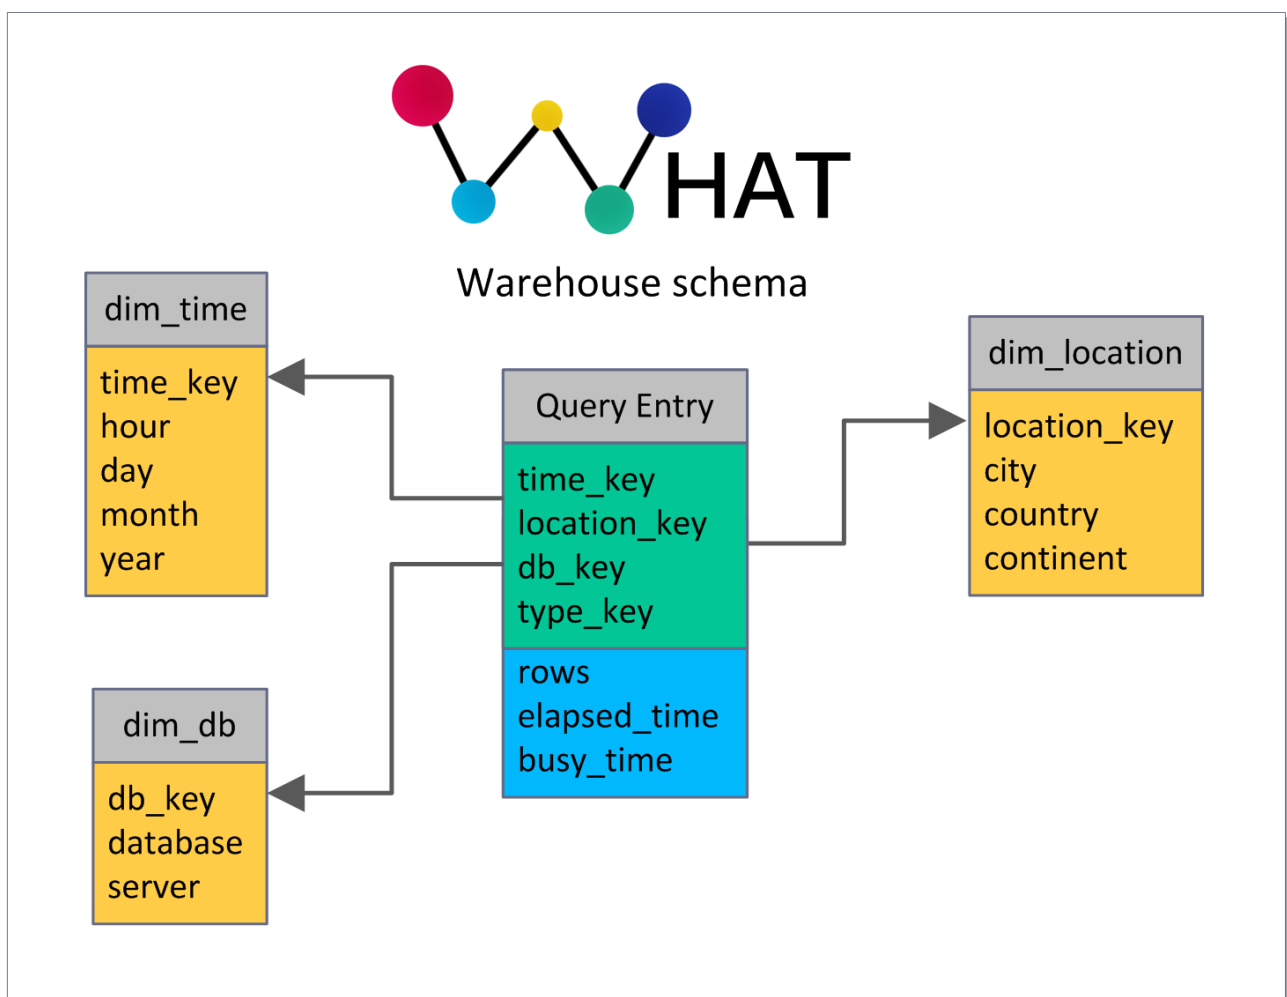 WHAT
Warehouse schema
dim_time
time_key
hour
day
month
year
Query Entry
time_key
location_key
db_key
type_key
rows
elapsed_time
busy_time
dim_location
location_key
city
country
continent
dim_db
db_key
database
server